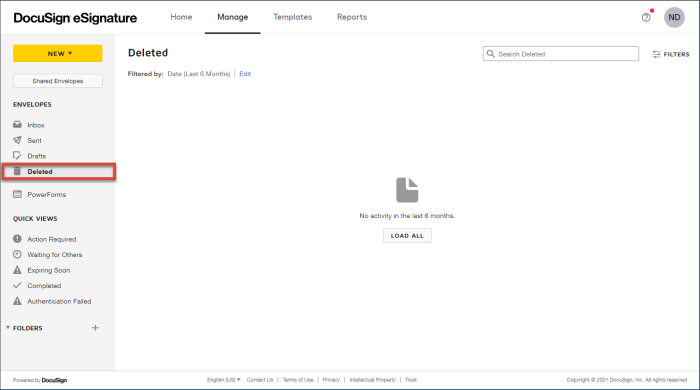 DocuSign eSignature
Home
Manage
Templates
Reports
ND
NEW
Shared Envelopes
ENVELOPES
Inbox
Sent
Drafts
Deleted
PowerForms
QUICK VIEWS
Action Required
Waiting for Others
Expiring Soon
Completed
Authentication Failed
FOLDERS
Deleted
Search Deleted
FILTERS
Filtered by: Date (Last 6 Months) | Edit
No activity in the last 6 months.
LOAD ALL
Powered by DocuSign
English (US) | Contact Us | Terms of Use | Privacy | Intellectual Property | Trust
Copyright © 2021 DocuSign, Inc. All rights reserved.